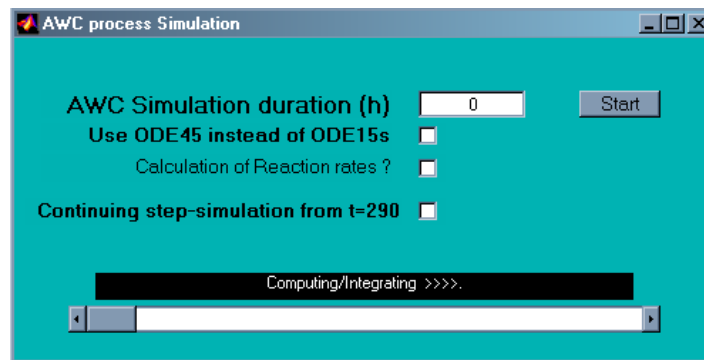 AWC process Simulation
AWC Simulation duration (h) 0 Start
Use ODE45 instead of ODE15s
Calculation of Reaction rates ?
Continuing step-simulation from t=290
Computing/Integrating >>>>.